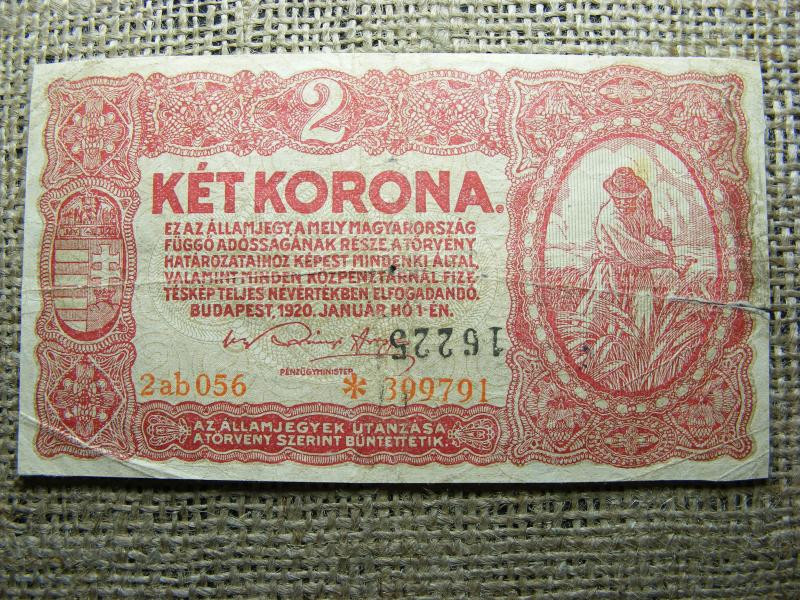 2
KÉT KORONA.
EZ AZ ÁLLAMJEGY, A MELY MAGYARORSZÁG
FÜGGŐ ADÓSSÁGÁNAK RÉSZE, A TÖRVÉNY
HATÁROZATAIHOZ KÉPEST MINDENKI ÁLTAL,
VALAMINT MINDEN KÖZPÉNZTÁRNÁL FIZE-
TÉSKÉP TELJES NÉVÉRTÉKBEN ELFOGADANDÓ.
BUDAPEST, 1920. JANUÁR HÓ 1-ÉN.
16225
PÉNZÜGYMINISTER
2ab056 * 399791
AZ ÁLLAMJEGYEK UTÁNZÁSA
A TÖRVÉNY SZERINT BÜNTETTETIK.